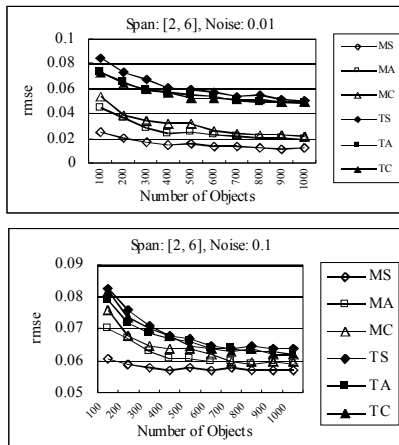 Span: [2, 6], Noise: 0.01
0.1
0.08
0.06
0.04
0.02
0
rmse
100 200 300 400 500 600 700 800 900 1000
Number of Objects
MS
MA
MC
TS
TA
TC
Span: [2, 6], Noise: 0.1
0.09
0.08
0.07
0.06
0.05
rmse
100 200 300 400 500 600 700 800 900 1000
Number of Objects
MS
MA
MC
TS
TA
TC